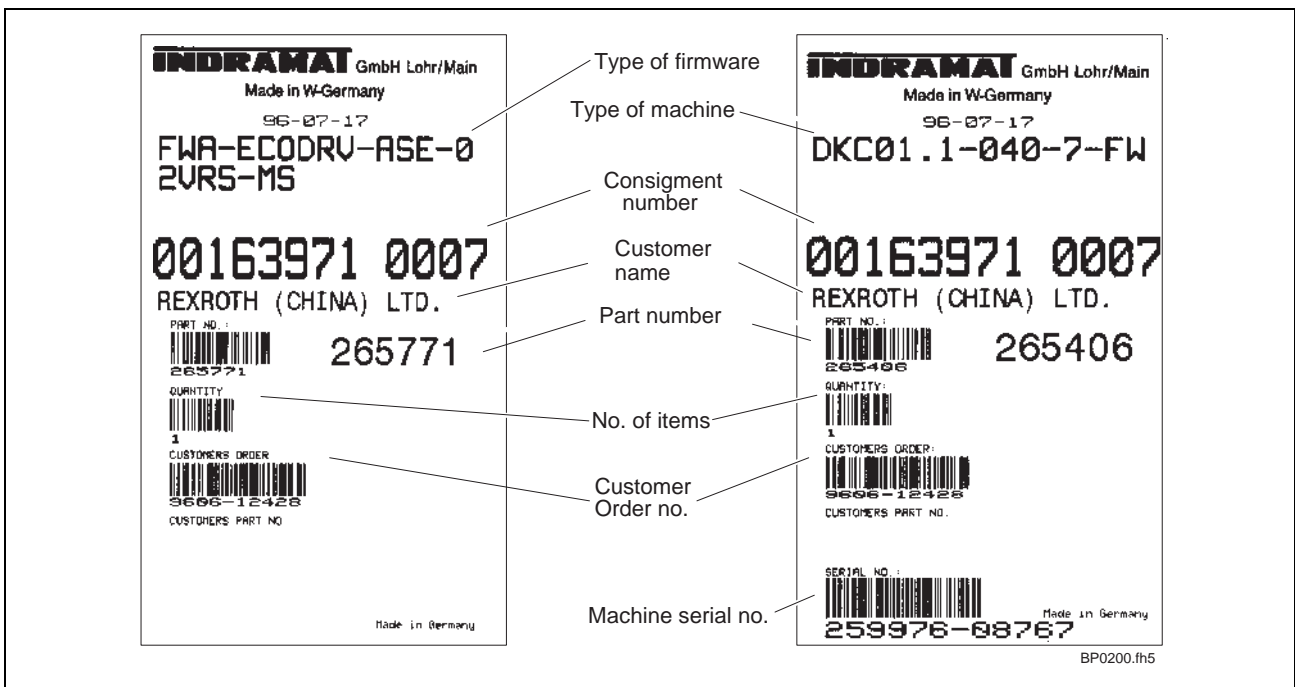 INDRAMAT GmbH Lohr/Main
Made in W-Germany
96-07-17
FWA-ECODRV-ASE-0
2VRS-MS
00163971 0007
REXROTH (CHINA) LTD.
PART NO.:
265771
265771
QUANTITY
1
CUSTOMERS ORDER
9606-12428
CUSTOMERS PART NO
Made in Germany
Type of firmware
Type of machine
Consigment
number
Customer
name
Part number
No. of items
Customer
Order no.
Machine serial no.
INDRAMAT GmbH Lohr/Main
Made in W-Germany
96-07-17
DKC01.1-040-7-FW
00163971 0007
REXROTH (CHINA) LTD.
PART NO.:
265406
265406
QUANTITY:
1
CUSTOMERS ORDER:
9606-12428
CUSTOMERS PART NO.
SERIAL NO.:
259976-08767
Made in Germany
BP0200.fh5